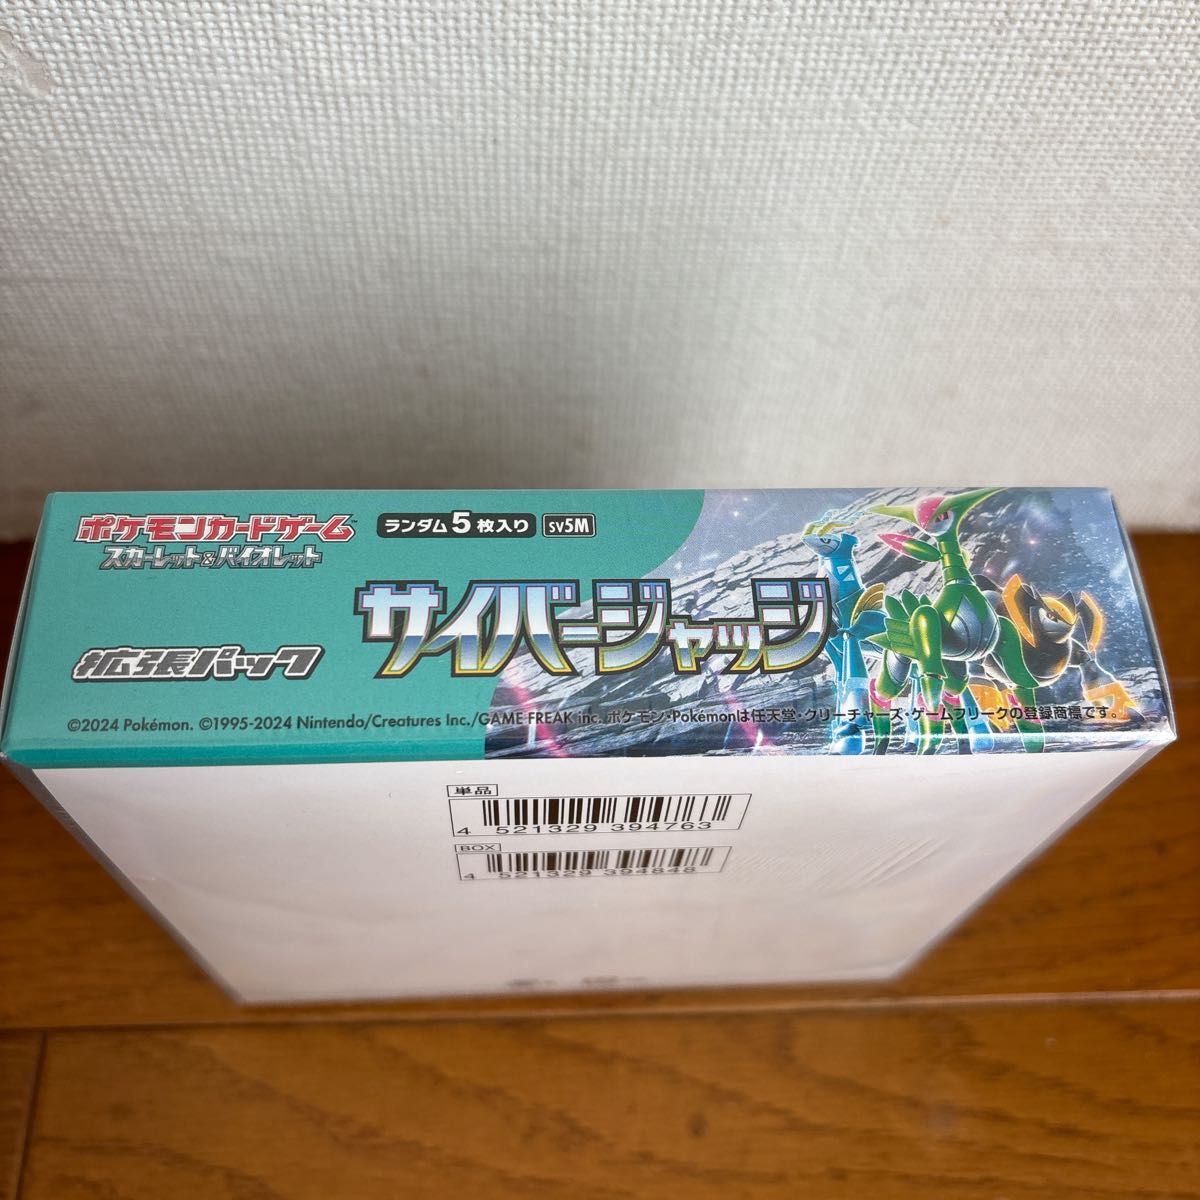 ポケモンカードゲーム™
スカーレット&バイオレット
ランダム5枚入り SV5M
サイバージャッジ
拡張パック
©2024 Pokémon. ©1995-2024 Nintendo/Creatures Inc./GAME FREAK inc. ポケモン・Pokémonは任天堂・クリーチャーズ・ゲームフリークの登録商標です。
単品
4 521329 394763
BOX
4 521329 394848